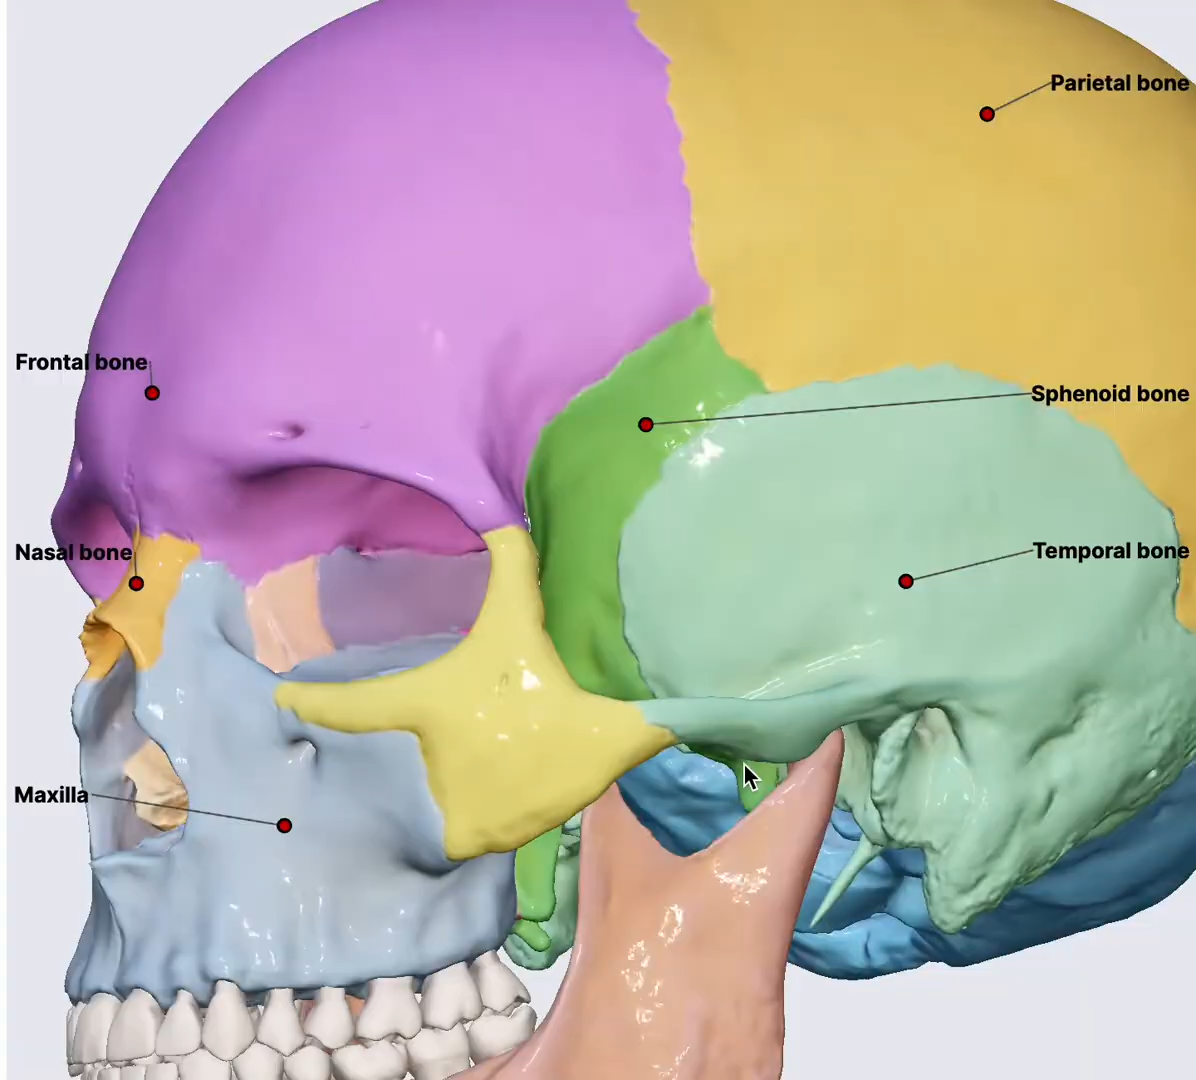 Parietal bone
Frontal bone
Sphenoid bone
Nasal bone
Temporal bone
Maxilla